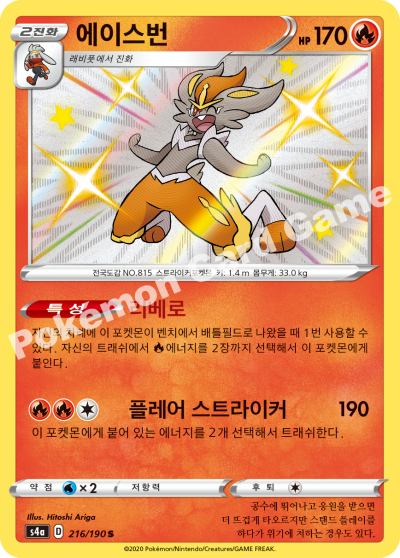 2진화
에이스번
HP 170
래비풋에서 진화
전국도감 NO.815 스트라이커포켓몬 키: 1.4 m 몸무게: 33.0 kg
Pokémon Card Game
특성 리베로
자신의 차례에 이 포켓몬이 벤치에서 배틀필드로 나왔을 때 1번 사용할 수
있다. 자신의 트래쉬에서 에너지를 2장까지 선택해서 이 포켓몬에게
붙인다.
플레어 스트라이커 190
이 포켓몬에게 붙어 있는 에너지를 2개 선택해서 트래쉬한다.
약점 ×2 저항력 후퇴
Illus. Hitoshi Ariga
s4a D 216/190 S
공수에 뛰어나고 응원을 받으면
더 뜨겁게 타오르지만 스탠드 플레이를
하다가 위기에 처하는 경우도 있다.
©2020 Pokémon/Nintendo/Creatures/GAME FREAK.